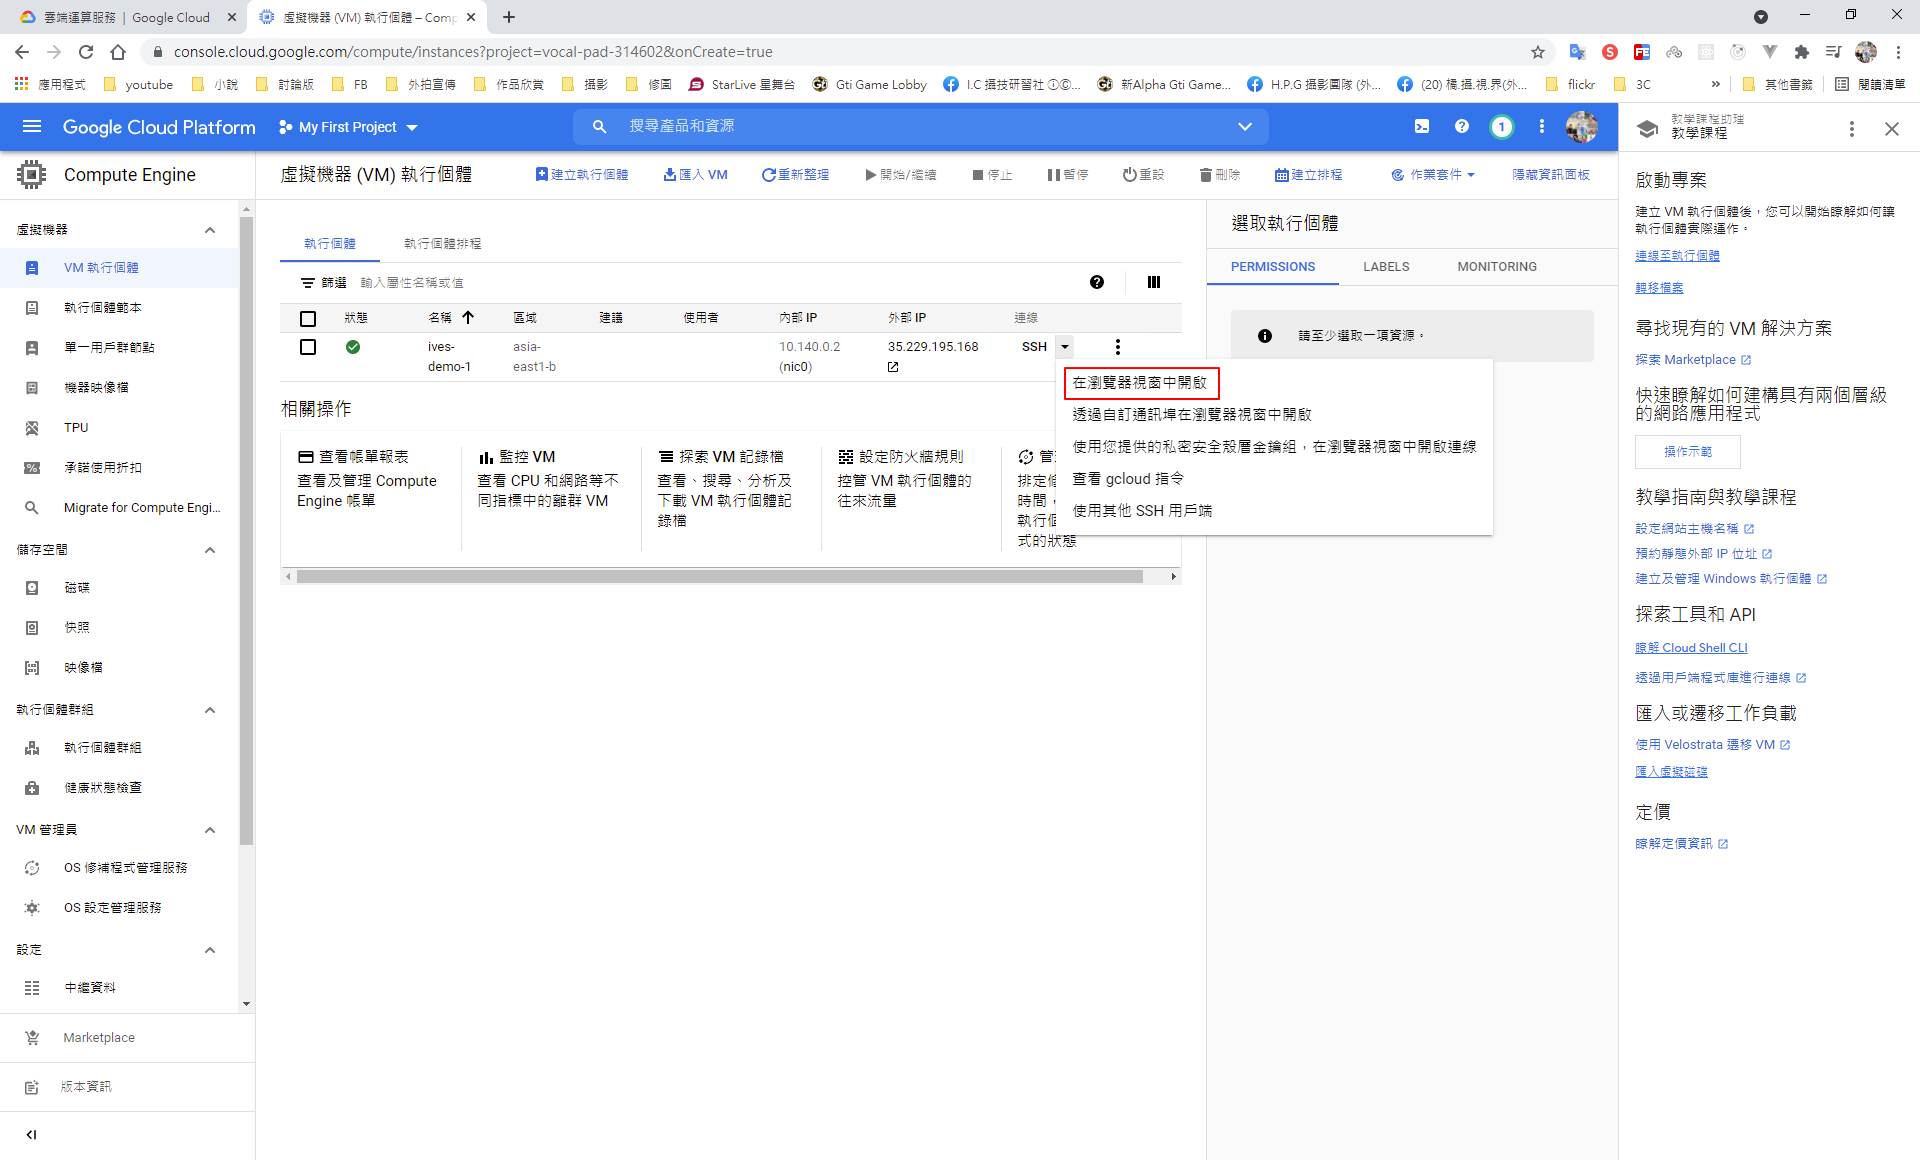 雲端運算服務 | Google Cloud
虛擬機器 (VM) 執行個體 – Comp
console.cloud.google.com/compute/instances?project=vocal-pad-314602&onCreate=true
應用程式
youtube
小說
討論版
FB
外拍宣傳
作品欣賞
攝影
修圖
StarLive 星舞台
Gti Game Lobby
I.C 攝技研習社 ⓘⒸ...
新Alpha Gti Game...
H.P.G 攝影團隊 (外...
(20) 橘.攝.視.界(外...
flickr
3C
»
其他書籤
閱讀清單
Google Cloud Platform
My First Project
搜尋產品和資源
1
教學課程助理
教學課程
Compute Engine
虛擬機器 (VM) 執行個體
建立執行個體
匯入 VM
重新整理
開始/繼續
停止
暫停
重設
刪除
建立排程
作業套件
隱藏資訊面板
虛擬機器
VM 執行個體
執行個體範本
單一用戶群節點
機器映像檔
TPU
承諾使用折扣
Migrate for Compute Engi...
儲存空間
磁碟
快照
映像檔
執行個體群組
執行個體群組
健康狀態檢查
VM 管理員
OS 修補程式管理服務
OS 設定管理服務
設定
中繼資料
Marketplace
版本資訊
執行個體
執行個體排程
篩選
輸入屬性名稱或值
狀態
名稱
區域
建議
使用者
內部 IP
外部 IP
連線
ives-
demo-1
asia-
east1-b
10.140.0.2
(nic0)
35.229.195.168
SSH
在瀏覽器視窗中開啟
透過自訂通訊埠在瀏覽器視窗中開啟
使用您提供的私密安全殼層金鑰組，在瀏覽器視窗中開啟連線
查看 gcloud 指令
使用其他 SSH 用戶端
相關操作
查看帳單報表
查看及管理 Compute
Engine 帳單
監控 VM
查看 CPU 和網路等不
同指標中的離群 VM
探索 VM 記錄檔
查看、搜尋、分析及
下載 VM 執行個體記
錄檔
設定防火牆規則
控管 VM 執行個體的
往來流量
管
排定
時間，
執行個
式的狀態
選取執行個體
PERMISSIONS
LABELS
MONITORING
請至少選取一項資源。
啟動專案
建立 VM 執行個體後，您可以開始瞭解如何讓
執行個體實際運作。
連線至執行個體
轉移檔案
尋找現有的 VM 解決方案
探索 Marketplace
快速瞭解如何建構具有兩個層級
的網路應用程式
操作示範
教學指南與教學課程
設定網站主機名稱
預約靜態外部 IP 位址
建立及管理 Windows 執行個體
探索工具和 API
瞭解 Cloud Shell CLI
透過用戶端程式庫進行連線
匯入或遷移工作負載
使用 Velostrata 遷移 VM
匯入虛擬磁碟
定價
瞭解定價資訊